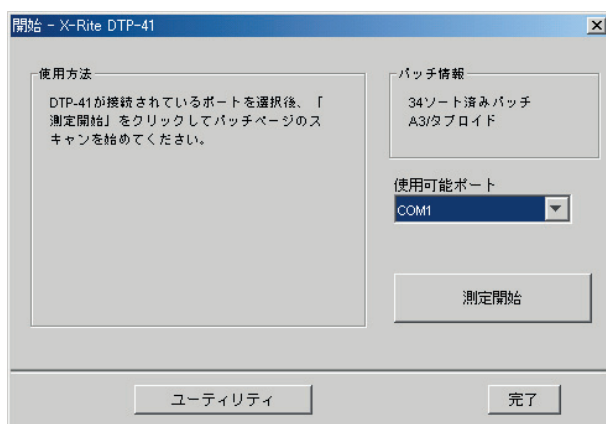 開始 - X-Rite DTP-41
使用方法
DTP-41が接続されているポートを選択後、「
測定開始」をクリックしてパッチページのス
キャンを始めてください。
パッチ情報
34ソート済みパッチ
A3/タブロイド
使用可能ポート
COM1
測定開始
ユーティリティ
完了